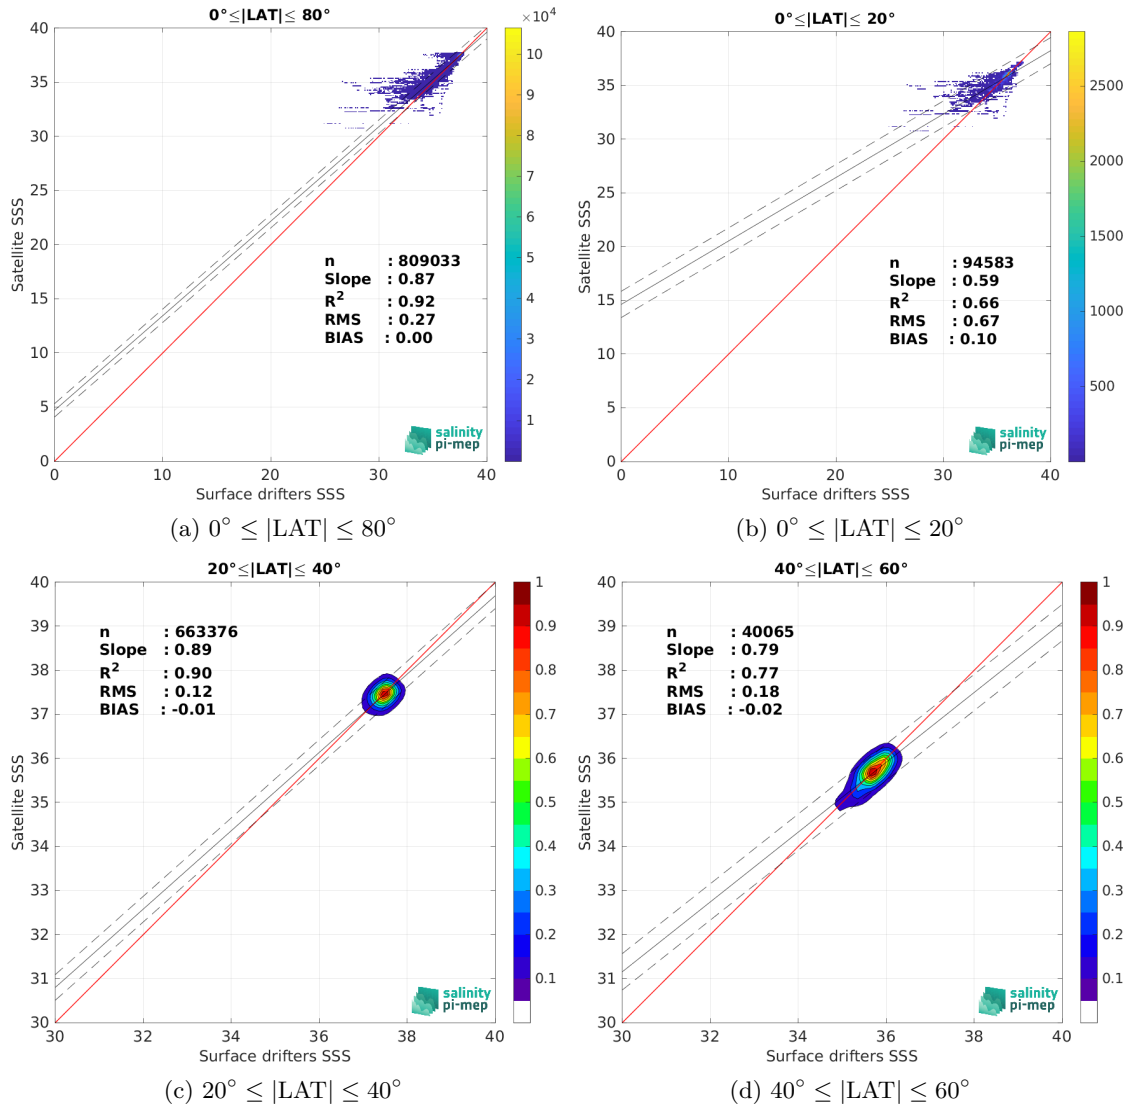 0°≤|LAT|≤ 80°
×10⁴
Satellite SSS
40
35
30
25
20
15
10
5
0
n : 809033
Slope : 0.87
R² : 0.92
RMS : 0.27
BIAS : 0.00
salinity
pi-mep
0 10 20 30 40
Surface drifters SSS
10
9
8
7
6
5
4
3
2
1
(a) 0° ≤ |LAT| ≤ 80°
0°≤|LAT|≤ 20°
Satellite SSS
40
35
30
25
20
15
10
5
0
n : 94583
Slope : 0.59
R² : 0.66
RMS : 0.67
BIAS : 0.10
salinity
pi-mep
0 10 20 30 40
Surface drifters SSS
2500
2000
1500
1000
500
(b) 0° ≤ |LAT| ≤ 20°
20°≤|LAT|≤ 40°
Satellite SSS
40
39
38
37
36
35
34
33
32
31
30
n : 663376
Slope : 0.89
R² : 0.90
RMS : 0.12
BIAS : -0.01
salinity
pi-mep
30 32 34 36 38 40
Surface drifters SSS
1
0.9
0.8
0.7
0.6
0.5
0.4
0.3
0.2
0.1
(c) 20° ≤ |LAT| ≤ 40°
40°≤|LAT|≤ 60°
Satellite SSS
40
39
38
37
36
35
34
33
32
31
30
n : 40065
Slope : 0.79
R² : 0.77
RMS : 0.18
BIAS : -0.02
salinity
pi-mep
30 32 34 36 38 40
Surface drifters SSS
1
0.9
0.8
0.7
0.6
0.5
0.4
0.3
0.2
0.1
(d) 40° ≤ |LAT| ≤ 60°